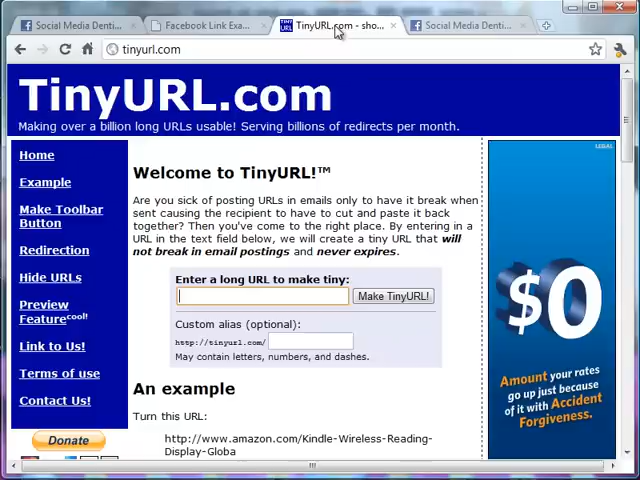 Social Media Denti...
Facebook Link Exa...
TinyURL.com - sho...
Social Media Denti...
tinyurl.com
TinyURL.com
Making over a billion long URLs usable! Serving billions of redirects per month.
Home
Example
Make Toolbar
Button
Redirection
Hide URLs
Preview
Feature cool!
Link to Us!
Terms of use
Contact Us!
Donate
Welcome to TinyURL!™
Are you sick of posting URLs in emails only to have it break when
sent causing the recipient to have to cut and paste it back
together? Then you've come to the right place. By entering in a
URL in the text field below, we will create a tiny URL that will
not break in email postings and never expires.
Enter a long URL to make tiny:
Make TinyURL!
Custom alias (optional):
http://tinyurl.com/
May contain letters, numbers, and dashes.
An example
Turn this URL:
http://www.amazon.com/Kindle-Wireless-Reading-
Display-Globa
LEGAL
$0
Amount your rates
go up just because
of it with Accident
Forgiveness.